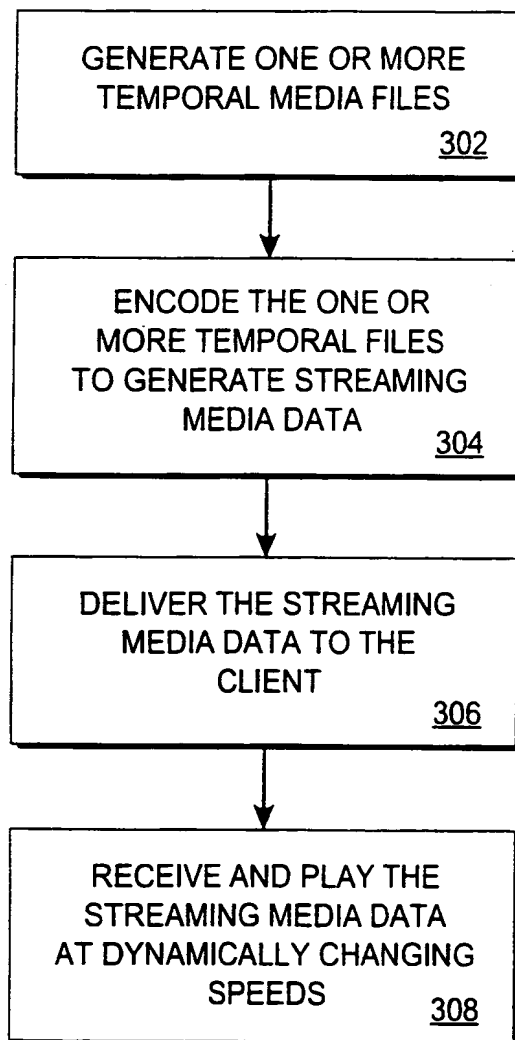 GENERATE ONE OR MORE
TEMPORAL MEDIA FILES
302
ENCODE THE ONE OR
MORE TEMPORAL FILES
TO GENERATE STREAMING
MEDIA DATA
304
DELIVER THE STREAMING
MEDIA DATA TO THE
CLIENT
306
RECEIVE AND PLAY THE
STREAMING MEDIA DATA
AT DYNAMICALLY CHANGING
SPEEDS
308